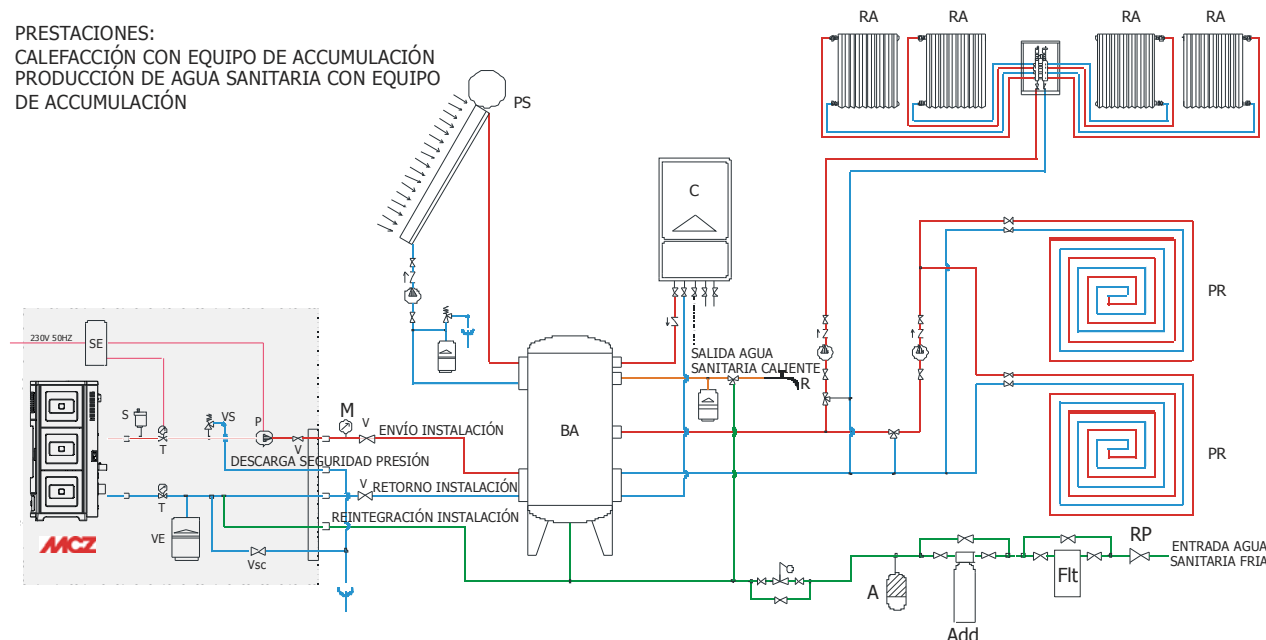 PRESTACIONES:
CALEFACCIÓN CON EQUIPO DE ACCUMULACIÓN
PRODUCCIÓN DE AGUA SANITARIA CON EQUIPO
DE ACCUMULACIÓN
RA
RA
RA
RA
PS
C
PR
230V 50HZ
SE
SALIDA AGUA
SANITARIA CALIENTE
R
S
VS
P
M
V
ENVÍO INSTALACIÓN
T
V
BA
DESCARGA SEGURIDAD PRESIÓN
PR
V
RETORNO INSTALACIÓN
T
REINTEGRACIÓN INSTALACIÓN
VE
MCZ
Vsc
RP
ENTRADA AGUA
SANITARIA FRIA
A
Flt
Add